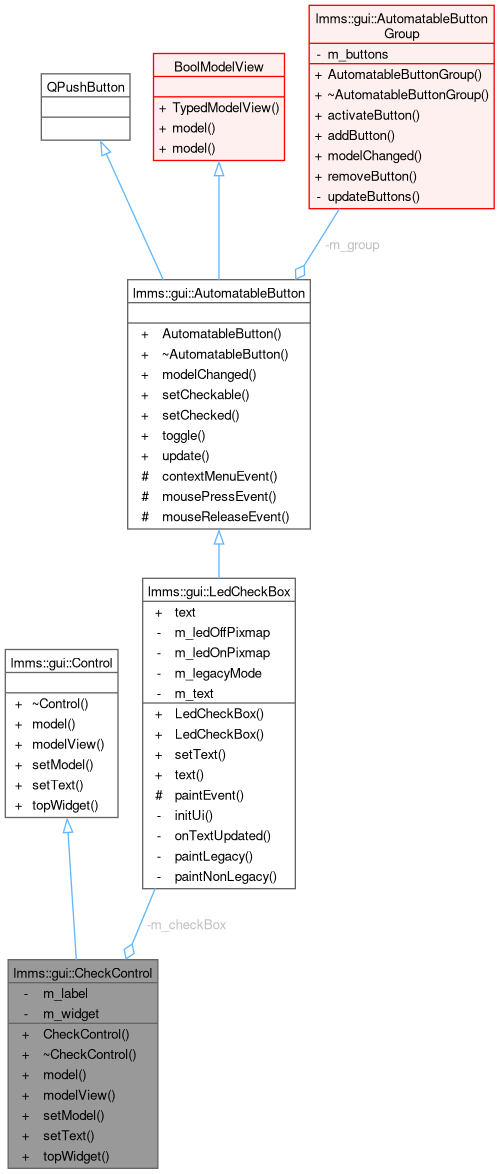 lmms::gui::AutomatableButton
Group
- m_buttons
+ AutomatableButtonGroup()
+ ~AutomatableButtonGroup()
+ activateButton()
+ addButton()
+ modelChanged()
+ removeButton()
- updateButtons()
BoolModelView
+ TypedModelView()
+ model()
+ model()
QPushButton
-m_group
lmms::gui::AutomatableButton
+ AutomatableButton()
+ ~AutomatableButton()
+ modelChanged()
+ setCheckable()
+ setChecked()
+ toggle()
+ update()
# contextMenuEvent()
# mousePressEvent()
# mouseReleaseEvent()
lmms::gui::LedCheckBox
+ text
- m_ledOffPixmap
- m_ledOnPixmap
- m_legacyMode
- m_text
+ LedCheckBox()
+ LedCheckBox()
+ setText()
+ text()
# paintEvent()
- initUi()
- onTextUpdated()
- paintLegacy()
- paintNonLegacy()
lmms::gui::Control
+ ~Control()
+ model()
+ modelView()
+ setModel()
+ setText()
+ topWidget()
-m_checkBox
lmms::gui::CheckControl
- m_label
- m_widget
+ CheckControl()
+ ~CheckControl()
+ model()
+ modelView()
+ setModel()
+ setText()
+ topWidget()